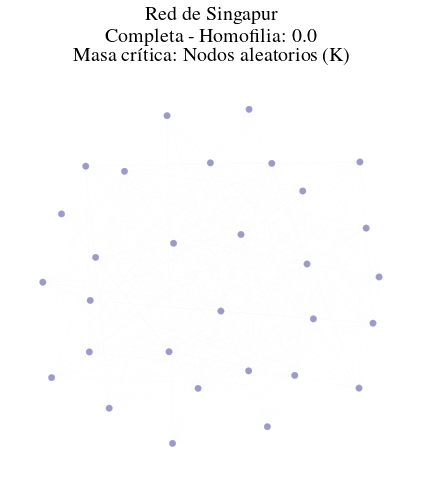 Red de Singapur
Completa - Homofilia: 0.0
Masa crítica: Nodos aleatorios (K)